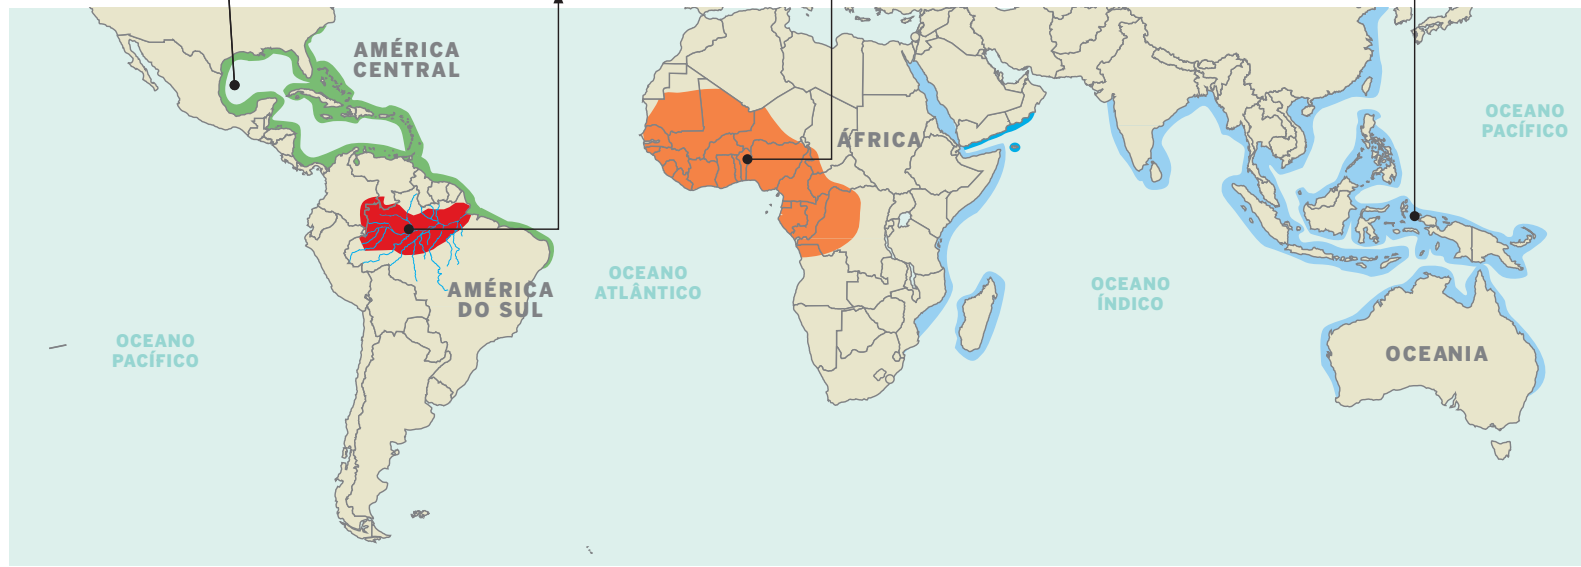 AMÉRICA
CENTRAL
OCEANO
PACÍFICO
ÁFRICA
OCEANO
ATLÂNTICO
OCEANO
ÍNDICO
AMÉRICA
DO SUL
OCEANO
PACÍFICO
OCEANIA